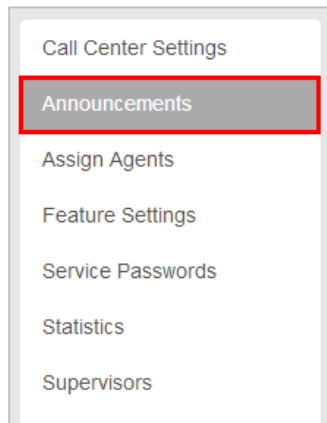 Call Center Settings
Announcements
Assign Agents
Feature Settings
Service Passwords
Statistics
Supervisors